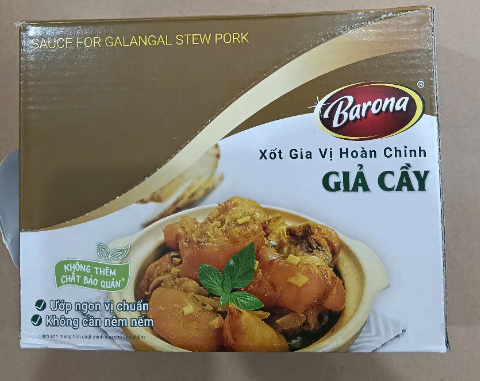 SAUCE FOR GALANGAL STEW PORK
Barona
®
Xốt Gia Vị Hoàn Chỉnh
GIẢ CẦY
KHÔNG THÊM
CHẤT BẢO QUẢN
Ướp ngon vị chuẩn
Không cần nêm nếm